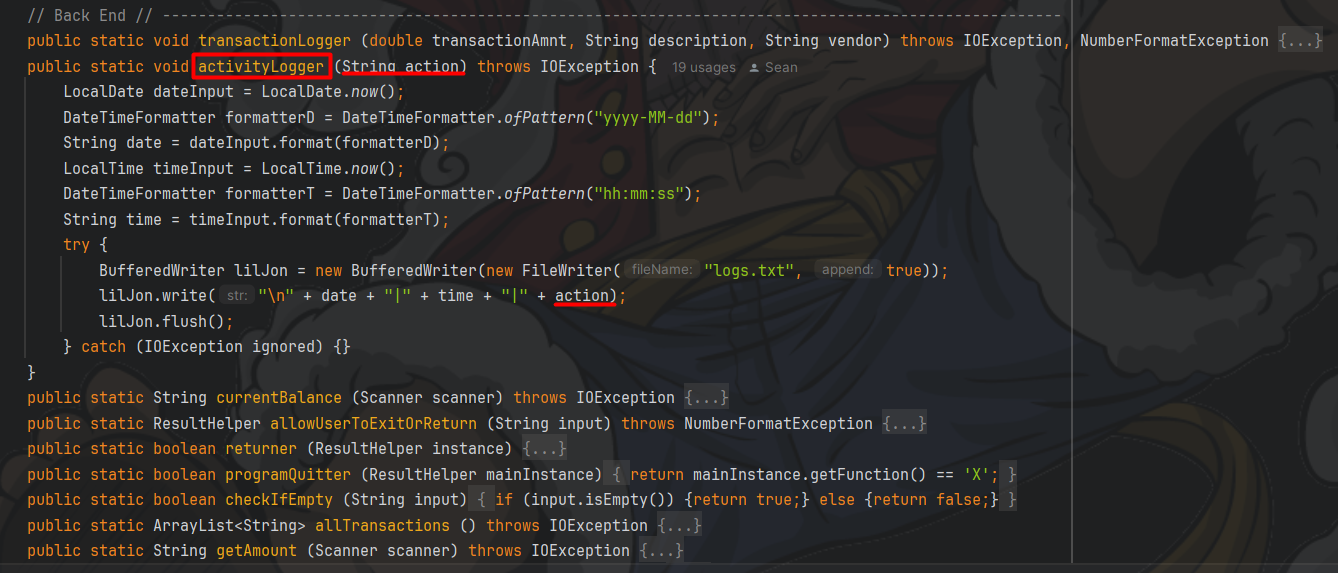 // Back End // ----------------------------------------------------------------------------------------------------
public static void transactionLogger (double transactionAmnt, String description, String vendor) throws IOException, NumberFormatException {...}
public static void activityLogger (String action) throws IOException { 19 usages Sean
LocalDate dateInput = LocalDate.now();
DateTimeFormatter formatterD = DateTimeFormatter.ofPattern("yyyy-MM-dd");
String date = dateInput.format(formatterD);
LocalTime timeInput = LocalTime.now();
DateTimeFormatter formatterT = DateTimeFormatter.ofPattern("hh:mm:ss");
String time = timeInput.format(formatterT);
try {
BufferedWriter lilJon = new BufferedWriter(new FileWriter( fileName: "logs.txt", append: true));
lilJon.write( str: "\n" + date + "|" + time + "|" + action);
lilJon.flush();
} catch (IOException ignored) {}
}
public static String currentBalance (Scanner scanner) throws IOException {...}
public static ResultHelper allowUserToExitOrReturn (String input) throws NumberFormatException {...}
public static boolean returner (ResultHelper instance) {...}
public static boolean programQuitter (ResultHelper mainInstance) { return mainInstance.getFunction() == 'X'; }
public static boolean checkIfEmpty (String input) { if (input.isEmpty()) {return true;} else {return false;} }
public static ArrayList<String> allTransactions () throws IOException {...}
public static String getAmount (Scanner scanner) throws IOException {...}